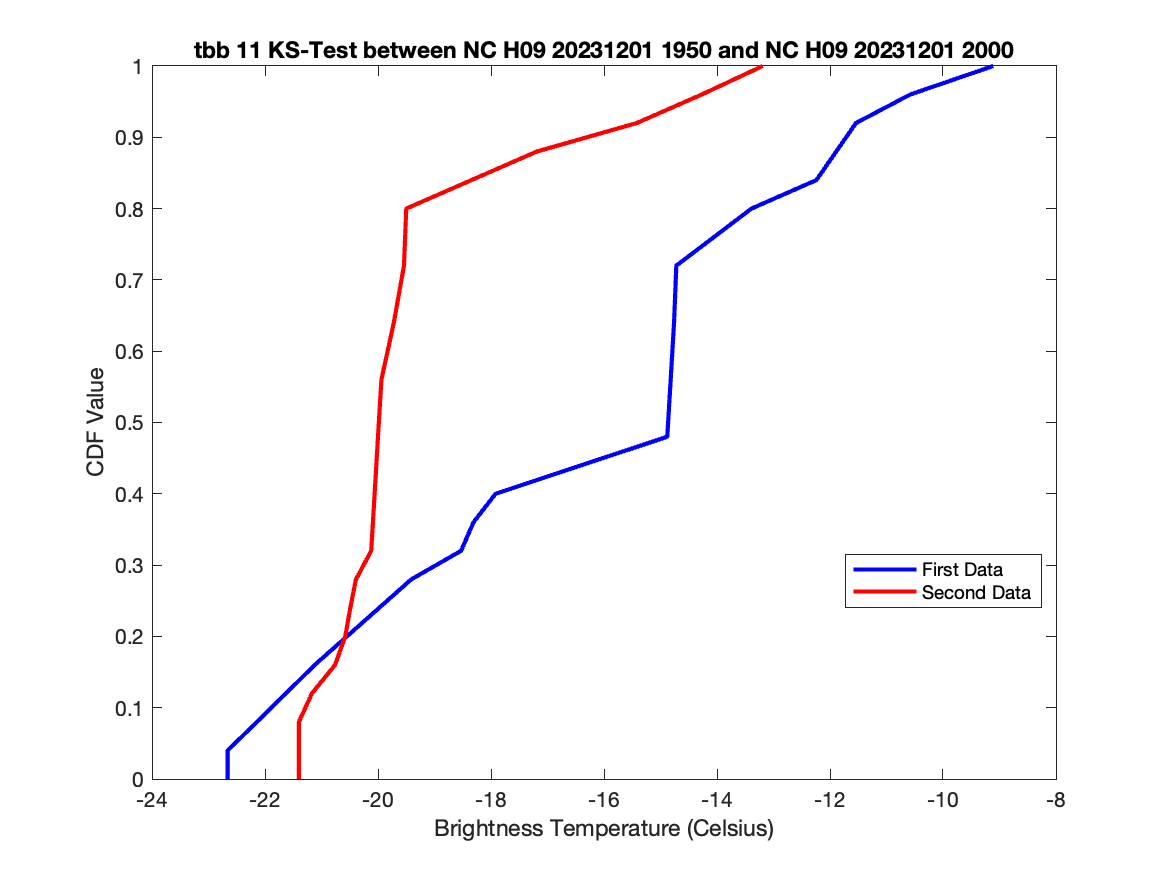 tbb 11 KS-Test between NC H09 20231201 1950 and NC H09 20231201 2000
1
0.9
0.8
0.7
0.6
0.5
0.4
0.3
0.2
0.1
0
CDF Value
First Data
Second Data
-24 -22 -20 -18 -16 -14 -12 -10 -8
Brightness Temperature (Celsius)